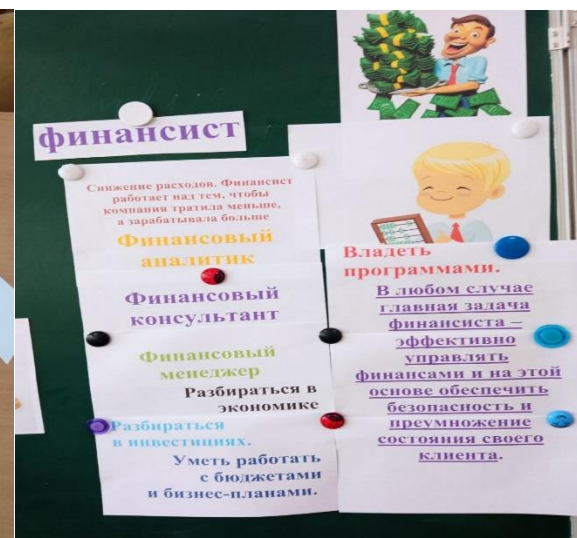 финансист
Снижение расходов. Финансист
работает над тем, чтобы
компания тратила меньше,
а зарабатывала больше
Финансовый
аналитик
Финансовый
консультант
Финансовый
менеджер
Разбираться в
экономике
Разбираться
в инвестициях.
Уметь работать
с бюджетами
и бизнес-планами.
Владеть
программами.
В любом случае
главная задача
финансиста –
эффективно
управлять
финансами и на этой
основе обеспечить
безопасность и
преумножение
состояния своего
клиента.